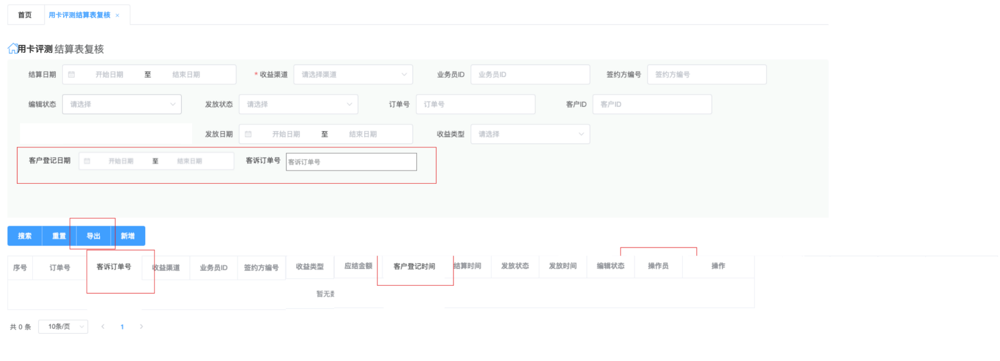 首页 用卡评测结算表复核 ×
用卡评测 结算表复核
结算日期 开始日期 至 结束日期 * 收益渠道 请选择渠道 业务员ID 业务员ID 签约方编号 签约方编号
编辑状态 请选择 发放状态 请选择 订单号 订单号 客户ID 客户ID
发放日期 开始日期 至 结束日期 收益类型 请选择
客户登记日期 开始日期 至 结束日期 客诉订单号 客诉订单号
搜索 重置 导出 新增
序号 订单号 客诉订单号 收益渠道 业务员ID 签约方编号 收益类型 应结金额 客户登记时间 结算时间 发放状态 发放时间 编辑状态 操作员 操作
暂无数
共 0 条 10条/页 1